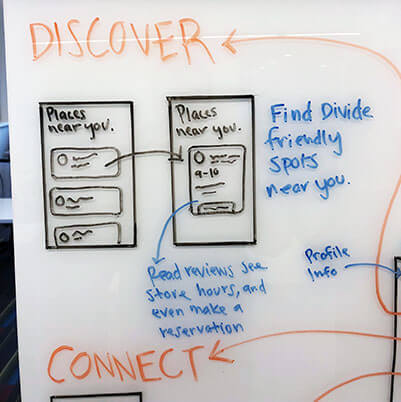 DISCOVER
Places
near you.
Places
near you.
9-10
Find Divide
friendly
spots
near you.
Read reviews see
store hours, and
even make a
reservation
Profile
Info
CONNECT